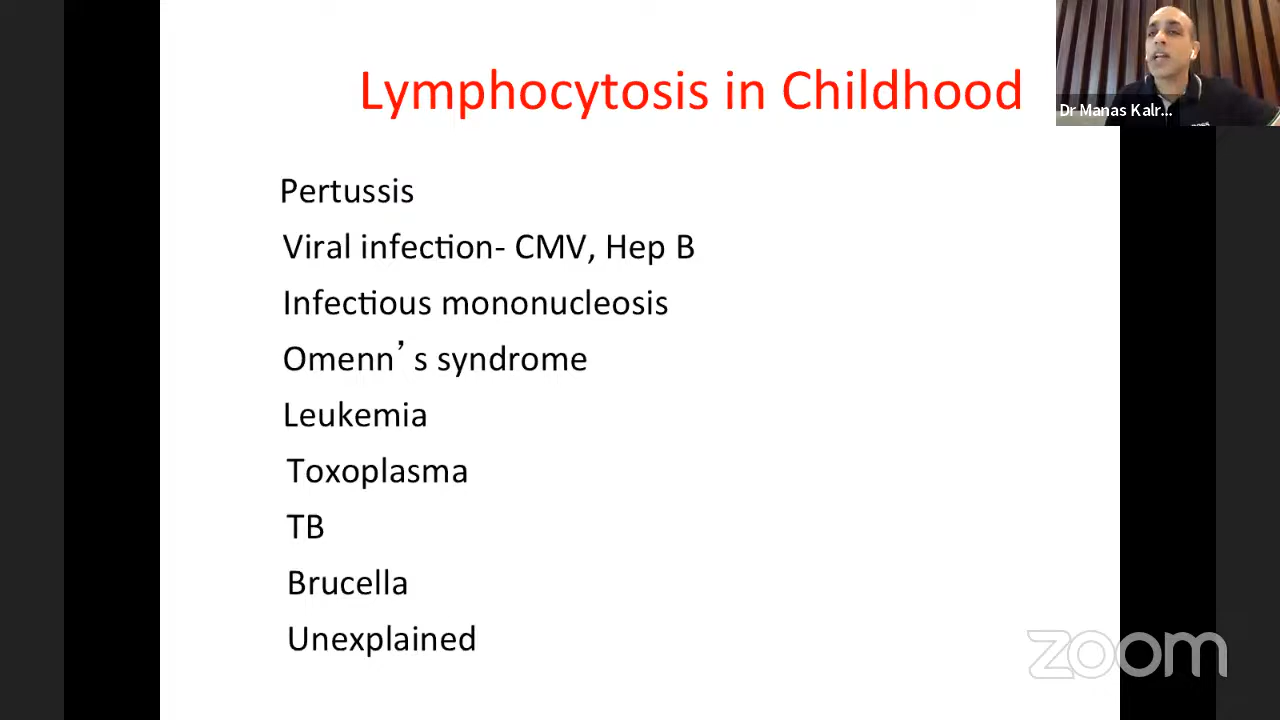 Lymphocytosis in Childhood
Dr Manas Kalr...
Pertussis
Viral infection- CMV, Hep B
Infectious mononucleosis
Omenn’s syndrome
Leukemia
Toxoplasma
TB
Brucella
Unexplained
zoom